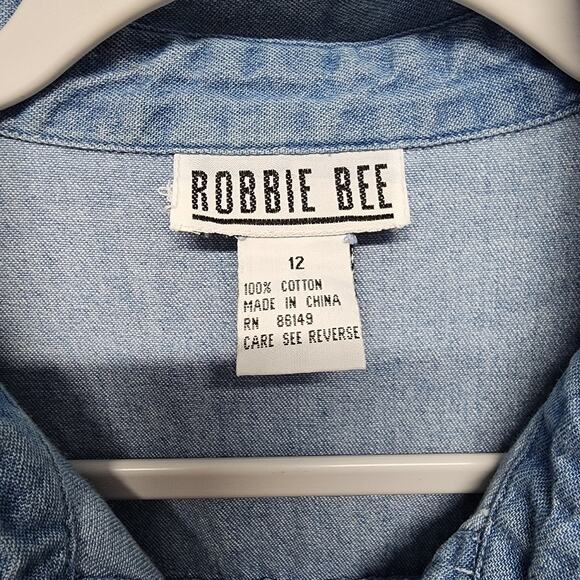 ROBBIE BEE
12
100% COTTON
MADE IN CHINA
RN 86149
CARE SEE REVERSE